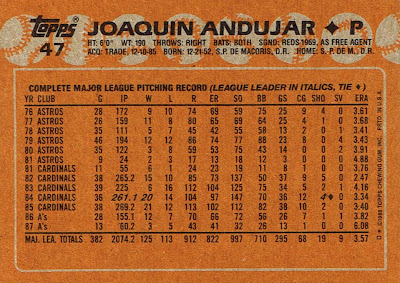 topps
47
JOAQUIN ANDUJAR ♦ P
HT: 6'0" WT: 190 THROWS: RIGHT BATS: BOTH SGND: REDS 1969, AS FREE AGENT
ACQ: TRADE, 12-10-85 BORN: 12-21-52, S.P. DE MACORIS, D.R. HOME: S.P. DE M., D.R.
COMPLETE MAJOR LEAGUE PITCHING RECORD (LEAGUE LEADER IN ITALICS, TIE ♦)
YR CLUB G IP W L R ER SO BB GS CG SHO SV ERA
76 ASTROS 28 172 9 10 74 69 59 75 25 9 4 0 3.61
77 ASTROS 26 159 11 8 80 65 69 64 25 4 1 0 3.68
78 ASTROS 35 111 5 7 45 42 55 58 13 2 0 1 3.41
79 ASTROS 46 194 12 12 86 74 77 88 23 8 0 4 3.43
80 ASTROS 35 122 3 8 59 53 75 43 14 0 0 2 3.91
81 ASTROS 9 24 2 3 17 13 18 12 3 0 0 0 4.88
81 CARDINALS 11 55 6 1 24 23 19 11 8 1 0 0 3.76
82 CARDINALS 38 265.2 15 10 85 73 137 50 37 9 5 0 2.47
83 CARDINALS 39 225 6 16 112 104 125 75 34 5 2 1 4.16
84 CARDINALS 36 261.1 20 14 104 97 147 70 36 12 4♦ 0 3.34
85 CARDINALS 38 269.2 21 12 113 102 112 82 38 10 2 0 3.40
86 A's 28 155.1 12 7 70 66 72 56 26 7 1 1 3.82
87 A's 13 60.2 3 5 43 41 32 26 13 1 0 0 6.08
MAJ. LEA. TOTALS 382 2074.2 125 113 912 822 997 710 295 68 19 9 3.57
D* © 1988 TOPPS CHEWING GUM, INC. PRTD. IN U.S.A.